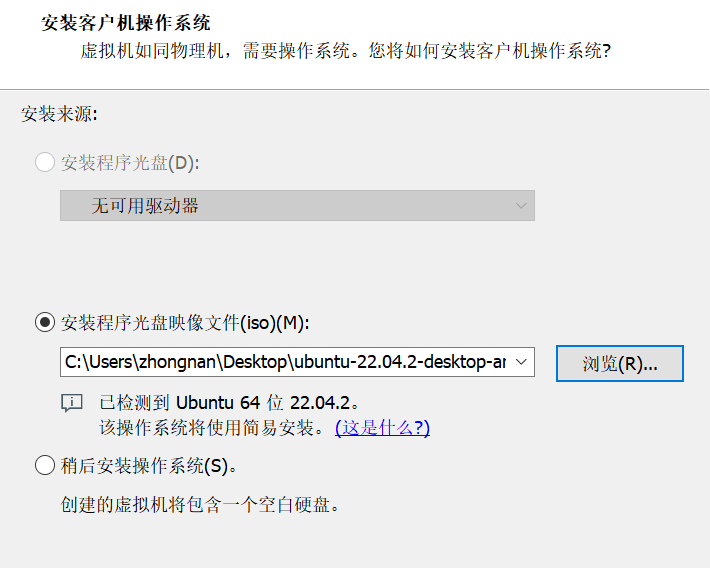 安装客户机操作系统
虚拟机如同物理机，需要操作系统。您将如何安装客户机操作系统?
安装来源:
安装程序光盘(D):
无可用驱动器
安装程序光盘映像文件(iso)(M):
C:\Users\zhongnan\Desktop\ubuntu-22.04.2-desktop-ar
浏览(R)...
已检测到 Ubuntu 64 位 22.04.2。
该操作系统将使用简易安装。(这是什么?)
稍后安装操作系统(S)。
创建的虚拟机将包含一个空白硬盘。